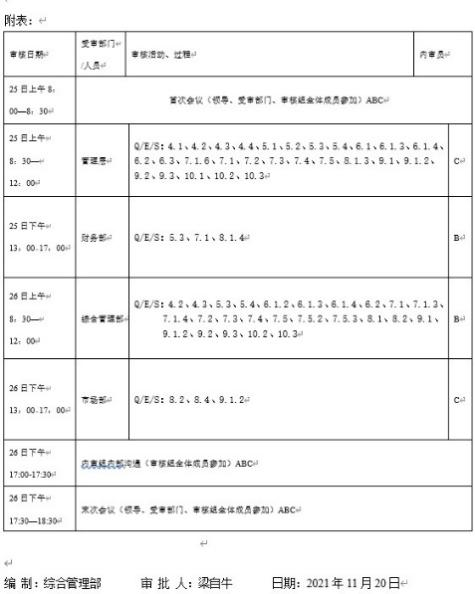 附表：
审核日期 受审部门/人员 审核活动、过程 内审员
25日上午8：00—8：30 首次会议（领导、受审部门、审核组全体成员参加）ABC
25日上午
8：30—
12：00
管理层
Q/E/S：4.1、4.2、4.3、4.4、5.1、5.2、5.3、5.4、6.1、6.1.3、6.1.4、
6.2、6.3、7.1.6、7.1、7.2、7.3、7.4、7.5、8.1.3、9.1、9.1.2、
9.2、9.3、10.1、10.2、10.3
C
25日下午
13：00-17：00
财务部
Q/E/S：5.3、7.1、8.1.4
B
26日上午
8：30—
12：00
综合管理部
Q/E/S：4.2、4.3、5.3、5.4、6.1.2、6.1.3、6.1.4、6.2、7.1、7.1.3、
7.1.4、7.2、7.3、7.4、7.5、7.5.2、7.5.3、8.1、8.2、9.1、
9.1.2、9.2、9.3、10.2、10.3
B
26日下午
13：00-17：00
市场部
Q/E/S：8.2、8.4、9.1.2
C
26日下午
17:00-17:30
内审组内部沟通（审核组全体成员参加）ABC
26日下午
17:30—18:30
末次会议（领导、受审部门、审核组全体成员参加）ABC
编 制：综合管理部 审 批 人：梁自牛 日期：2021年11月20日